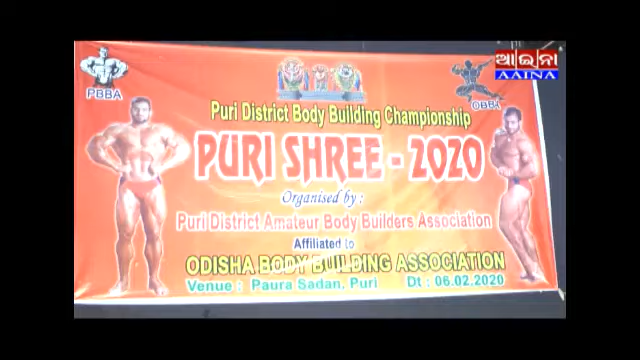 ଆଇନା
AAINA
PBBA
OBBA
Puri District Body Building Championship
PURI SHREE - 2020
Organised by :
Puri District Amateur Body Builders Association
Affiliated to
ODISHA BODY BUILDING ASSOCIATION
Venue : Paura Sadan, Puri Dt : 06.02.2020